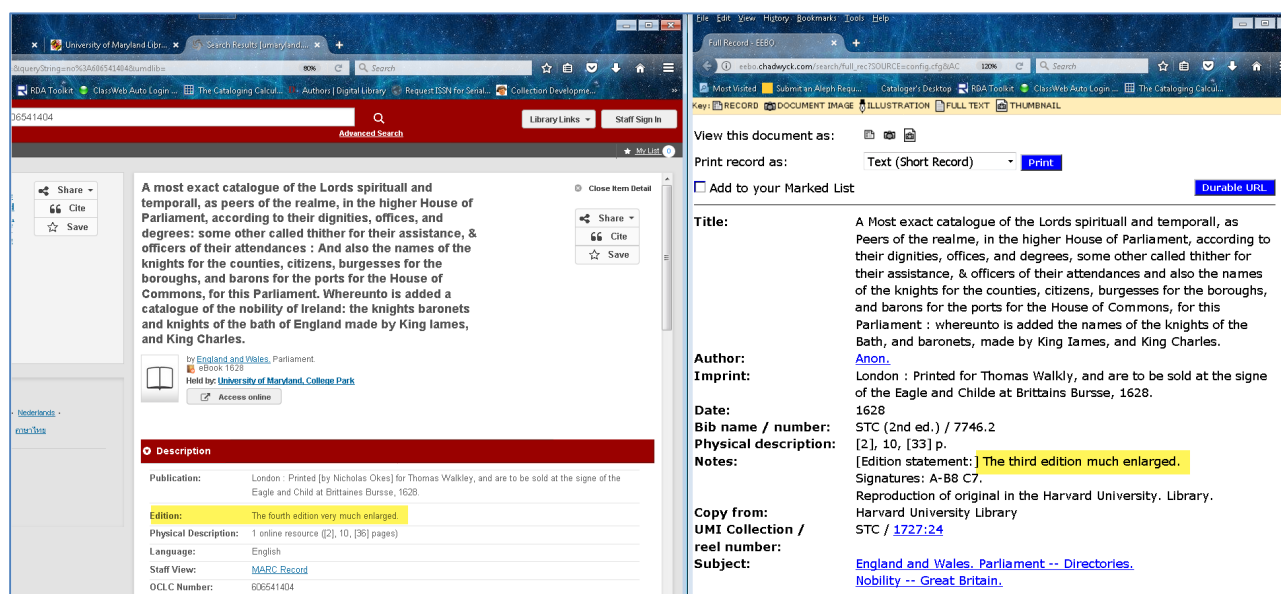 University of Maryland Libr...
Search Results [umaryland....
&queryString=no%3A606541404&umdlib=
80%
Search
RDA Toolkit
ClassWeb Auto Login ...
The Cataloging Calcul...
Authors | Digital Library
Request ISSN for Serial...
Collection Developme...
06541404
Advanced Search
Library Links
Staff Sign In
My List
0
Share
Cite
Save
Nederlands
ภาษาไทย
A most exact catalogue of the Lords spirituall and
temporall, as peers of the realme, in the higher House of
Parliament, according to their dignities, offices, and
degrees: some other called thither for their assistance, &
officers of their attendances : And also the names of the
knights for the counties, citizens, burgesses for the
boroughs, and barons for the ports for the House of
Commons, for this Parliament. Whereunto is added a
catalogue of the nobility of Ireland: the knights baronets
and knights of the bath of England made by King Iames,
and King Charles.
Close Item Detail
Share
Cite
Save
by England and Wales. Parliament.
eBook 1628
Held by: University of Maryland, College Park
Access online
Description
Publication: London : Printed [by Nicholas Okes] for Thomas Walkley, and are to be sold at the signe of the
Eagle and Child at Brittaines Bursse, 1628.
Edition: The fourth edition very much enlarged.
Physical Description: 1 online resource ([2], 10, [36] pages)
Language: English
Staff View: MARC Record
OCLC Number: 606541404
File Edit View History Bookmarks Tools Help
Full Record - EEBO
eebo.chadwyck.com/search/full_rec?SOURCE=config.cfg&AC
120%
Search
Most Visited
Submit an Aleph Requ...
Cataloger's Desktop
RDA Toolkit
ClassWeb Auto Login ...
The Cataloging Calcul...
Key: RECORD DOCUMENT IMAGE ILLUSTRATION FULL TEXT THUMBNAIL
View this document as:
Print record as: Text (Short Record) Print
Add to your Marked List
Durable URL
Title: A Most exact catalogue of the Lords spirituall and temporall, as
Peers of the realme, in the higher House of Parliament, according to
their dignities, offices, and degrees, some other called thither for
their assistance, & officers of their attendances and also the names
of the knights for the counties, citizens, burgesses for the boroughs,
and barons for the ports for the House of Commons, for this
Parliament : whereunto is added the names of the knights of the
Bath, and baronets, made by King Iames, and King Charles.
Author: Anon.
Imprint: London : Printed for Thomas Walkly, and are to be sold at the signe
of the Eagle and Childe at Brittains Bursse, 1628.
Date: 1628
Bib name / number: STC (2nd ed.) / 7746.2
Physical description: [2], 10, [33] p.
Notes: [Edition statement:] The third edition much enlarged.
Signatures: A-B8 C7.
Reproduction of original in the Harvard University. Library.
Copy from: Harvard University Library
UMI Collection / STC / 1727:24
reel number:
Subject: England and Wales. Parliament -- Directories.
Nobility -- Great Britain.